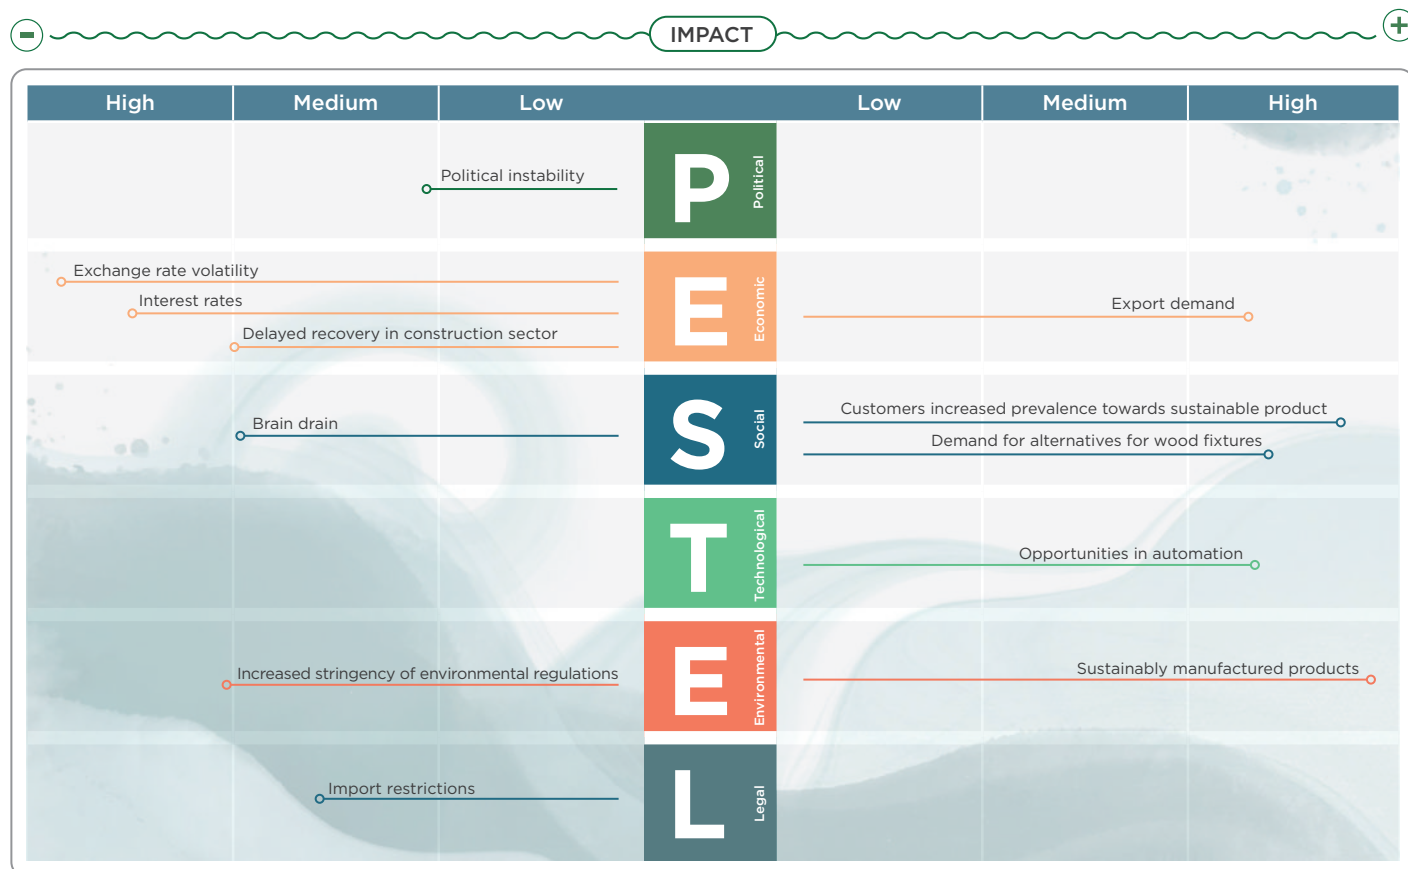 -
IMPACT
+
High
Medium
Low
Low
Medium
High
Political instability
P
Political
Exchange rate volatility
Interest rates
Delayed recovery in construction sector
E
Economic
Export demand
Brain drain
S
Social
Customers increased prevalence towards sustainable product
Demand for alternatives for wood fixtures
T
Technological
Opportunities in automation
Increased stringency of environmental regulations
E
Environmental
Sustainably manufactured products
Import restrictions
L
Legal